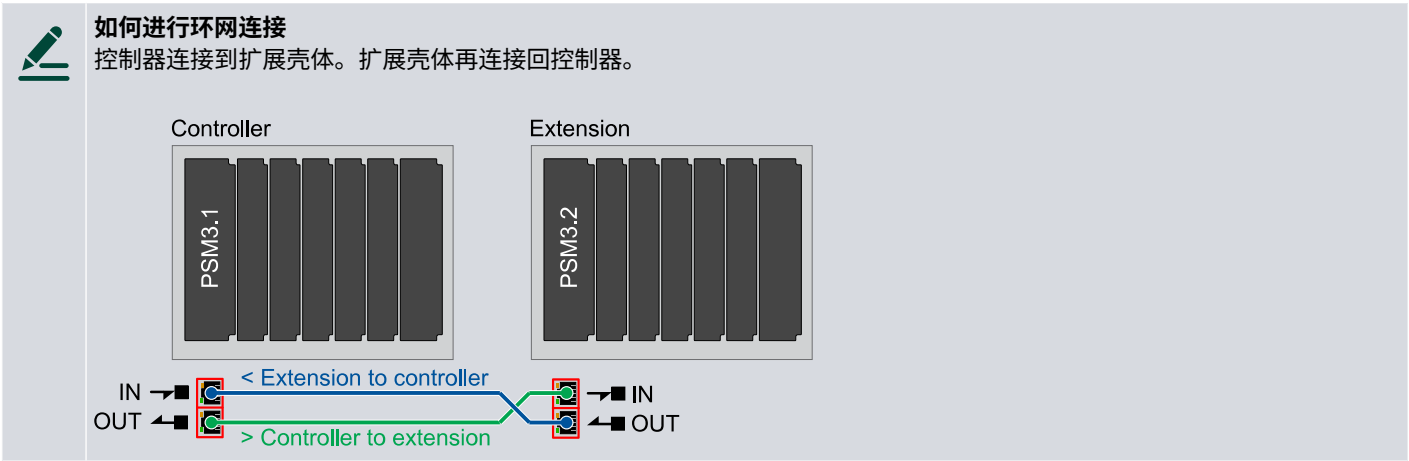 如何进行环网连接
控制器连接到扩展壳体。扩展壳体再连接回控制器。
Controller
Extension
PSM3.1
PSM3.2
IN
< Extension to controller
IN
OUT
> Controller to extension
OUT